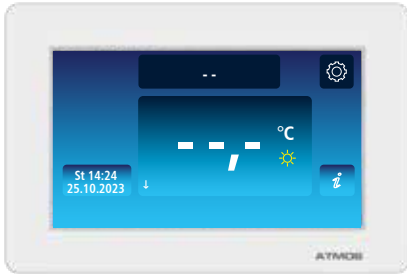 - -
- -,-
°C
St 14:24
25.10.2023
↓
i
ATMOS